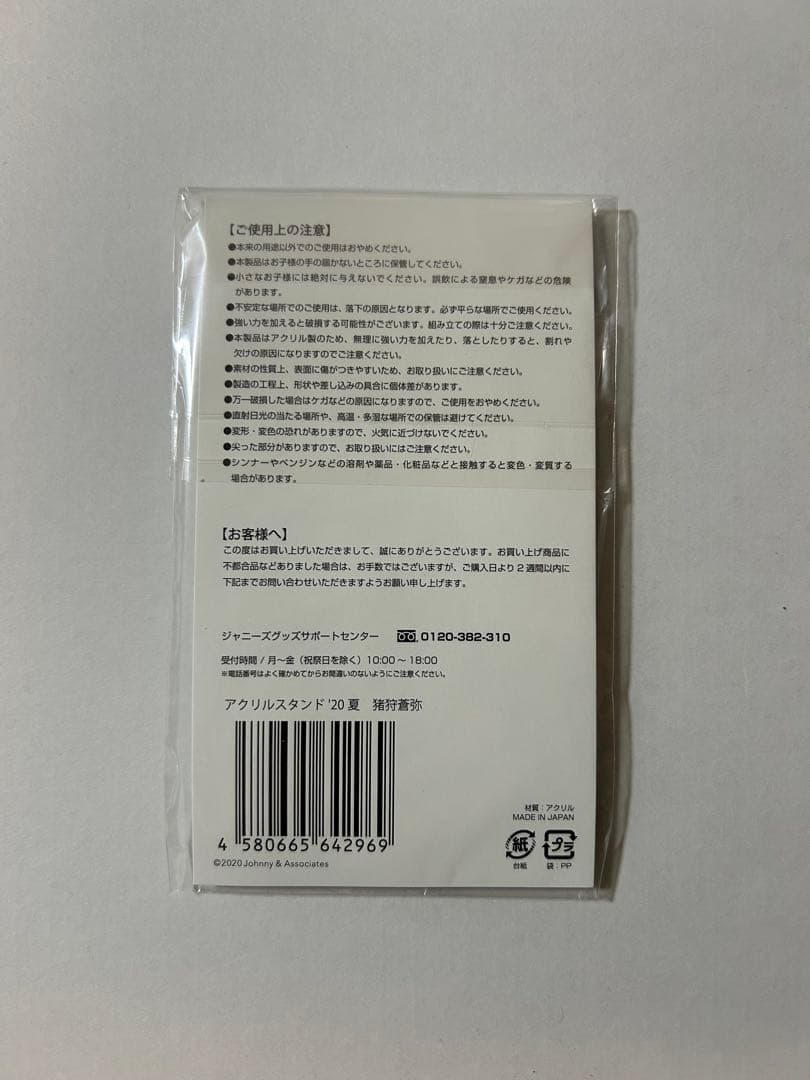 【ご使用上の注意】
●本来の用途以外でのご使用はおやめください。
●本製品はお子様の手の届かないところに保管してください。
●小さなお子様には絶対に与えないでください。誤飲による窒息やケガなどの危険
があります。
●不安定な場所でのご使用は、落下の原因となります。必ず平らな場所でご使用ください。
●強い力を加えると破損する可能性がございます。組み立ての際は十分ご注意ください。
●本製品はアクリル製のため、無理に強い力を加えたり、落としたりすると、割れや
欠けの原因になりますのでご注意ください。
●素材の性質上、表面に傷がつきやすいため、お取り扱いにご注意ください。
●製造の工程上、形状や差し込みの具合に個体差があります。
●万一破損した場合はケガなどの原因になりますので、ご使用をおやめください。
●直射日光の当たる場所や、高温・多湿な場所での保管は避けてください。
●変形・変色の恐れがありますので、火気に近づけないでください。
●尖った部分がありますので、お取り扱いにはご注意ください。
●シンナーやベンジンなどの溶剤や薬品・化粧品などと接触すると変色・変質する
場合があります。
【お客様へ】
この度はお買い上げいただきまして、誠にありがとうございます。お買い上げ商品に
不都合品などありました場合は、お手数ではございますが、ご購入日より2週間以内に
下記までお問い合わせいただきますようお願い申し上げます。
ジャニーズグッズサポートセンター 0120-382-310
受付時間/月~金(祝祭日を除く)10:00~18:00
※電話番号はよく確かめてからお間違いのないようにご注意ください。
アクリルスタンド'20夏 猪狩蒼弥
4 580665 642969
©2020 Johnny & Associates
材質:アクリル
MADE IN JAPAN
紙 プラ
台紙 袋:PP